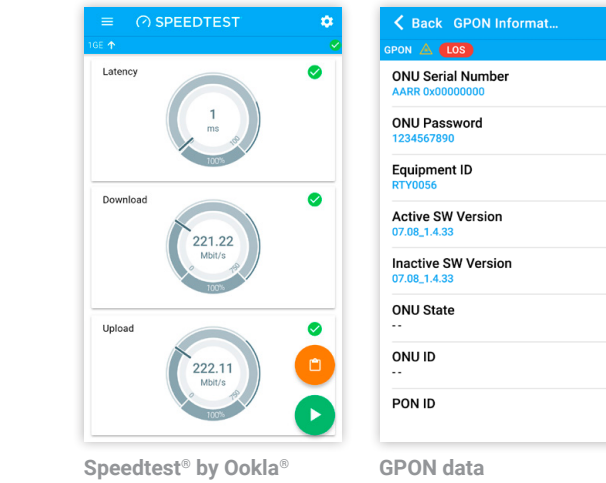 SPEEDTEST
1GE
Latency
1
ms
0
100
100%
Download
221.22
Mbit/s
0
750
100%
Upload
222.11
Mbit/s
0
750
100%
Speedtest® by Ookla®
Back GPON Informat...
GPON LOS
ONU Serial Number
AARR 0x00000000
ONU Password
1234567890
Equipment ID
RTY0056
Active SW Version
07.08_1.4.33
Inactive SW Version
07.08_1.4.33
ONU State
--
ONU ID
--
PON ID
GPON data